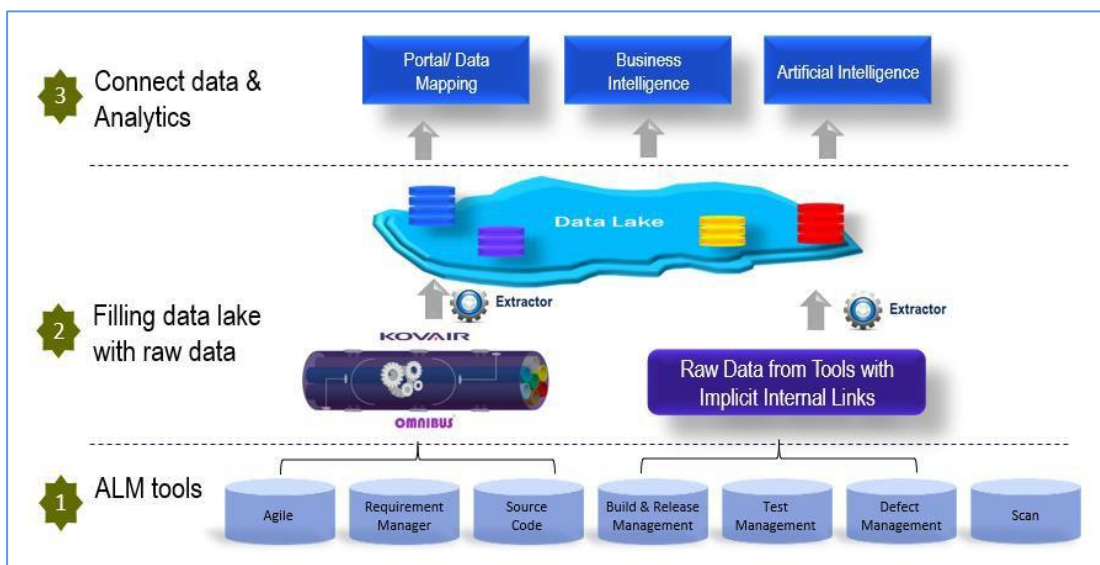 3
Connect data &
Analytics
Portal/ Data
Mapping
Business
Intelligence
Artificial Intelligence
Data Lake
2
Filling data lake
with raw data
Extractor
Extractor
KOVAIR
OMNIBUS
Raw Data from Tools with
Implicit Internal Links
1
ALM tools
Agile
Requirement
Manager
Source
Code
Build & Release
Management
Test
Management
Defect
Management
Scan